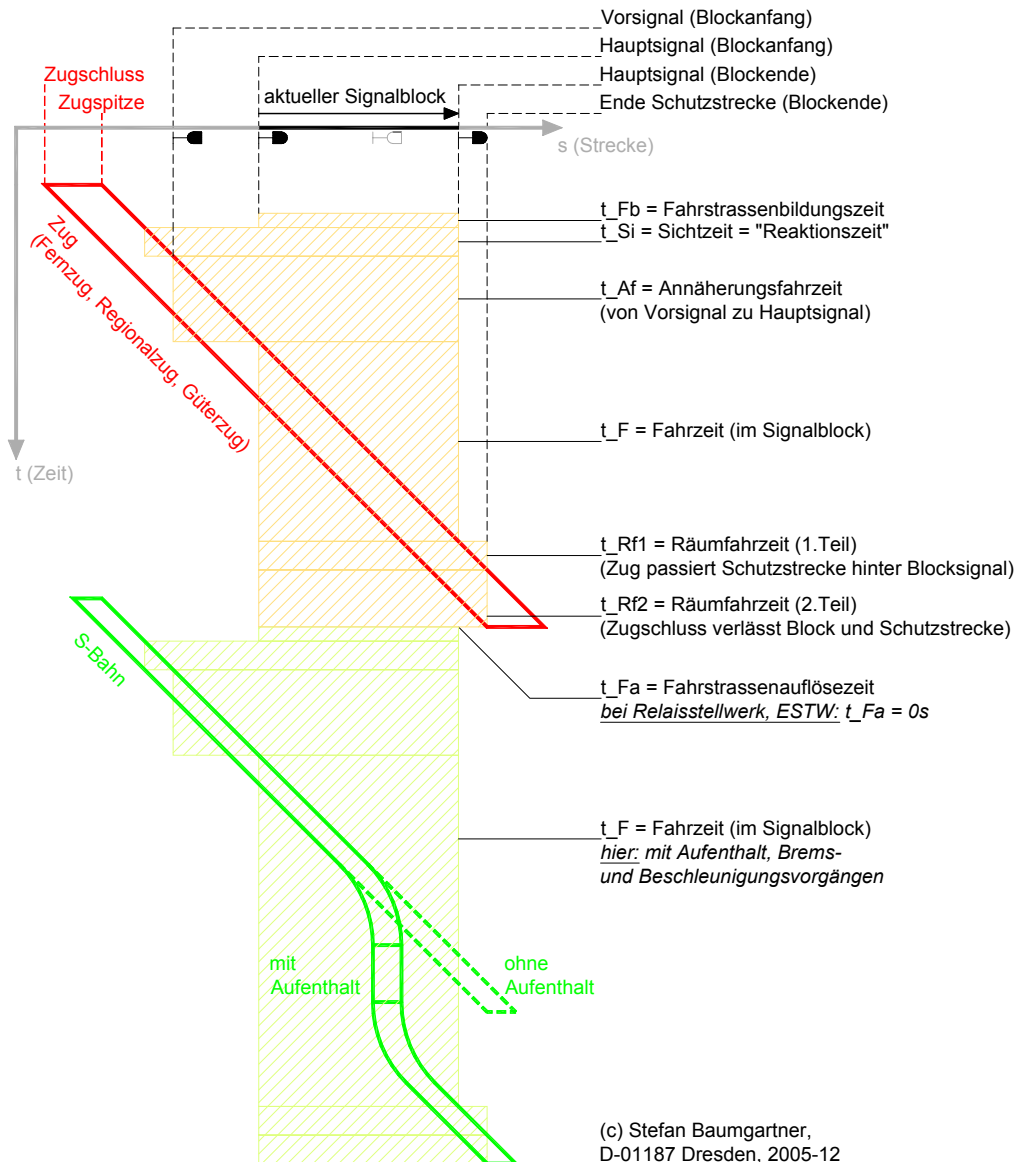 Vorsignal (Blockanfang)
Hauptsignal (Blockanfang)
Hauptsignal (Blockende)
Ende Schutzstrecke (Blockende)
Zugschluss
Zugspitze
aktueller Signalblock
s (Strecke)
t (Zeit)
Zug
(Fernzug, Regionalzug, Güterzug)
t_Fb = Fahrstrassenbildungszeit
t_Si = Sichtzeit = "Reaktionszeit"
t_Af = Annäherungsfahrzeit
(von Vorsignal zu Hauptsignal)
t_F = Fahrzeit (im Signalblock)
t_Rf1 = Räumfahrzeit (1.Teil)
(Zug passiert Schutzstrecke hinter Blocksignal)
t_Rf2 = Räumfahrzeit (2.Teil)
(Zugschluss verlässt Block und Schutzstrecke)
S-Bahn
t_Fa = Fahrstrassenauflösezeit
bei Relaisstellwerk, ESTW: t_Fa = 0s
t_F = Fahrzeit (im Signalblock)
hier: mit Aufenthalt, Brems-
und Beschleunigungsvorgängen
mit
Aufenthalt
ohne
Aufenthalt
(c) Stefan Baumgartner,
D-01187 Dresden, 2005-12